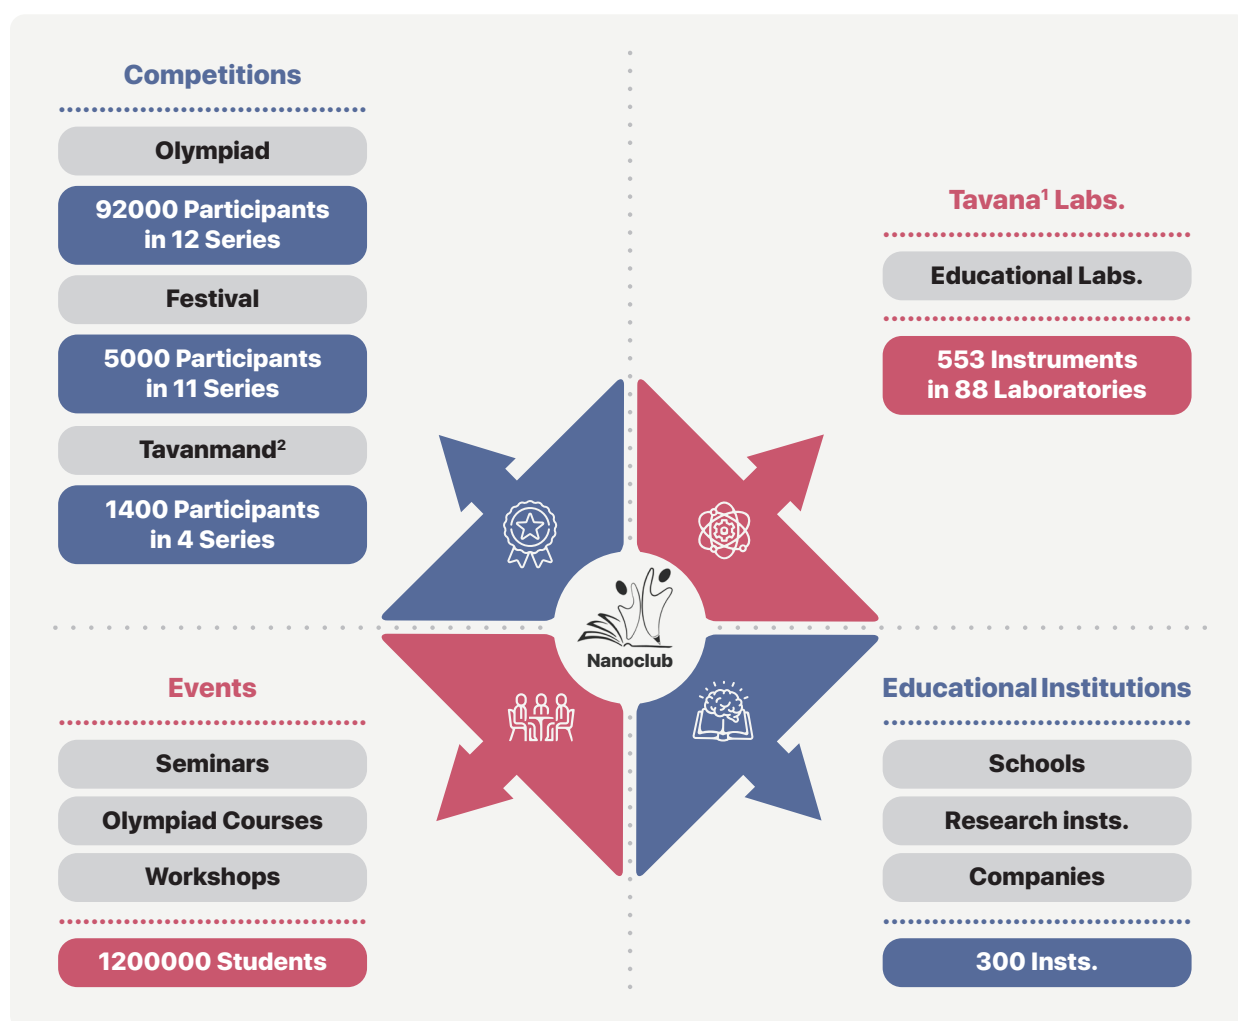 Competitions
Olympiad
92000 Participants
in 12 Series
Festival
5000 Participants
in 11 Series
Tavanmand²
1400 Participants
in 4 Series
Tavana¹ Labs.
Educational Labs.
553 Instruments
in 88 Laboratories
Nanoclub
Events
Seminars
Olympiad Courses
Workshops
1200000 Students
Educational Institutions
Schools
Research insts.
Companies
300 Insts.